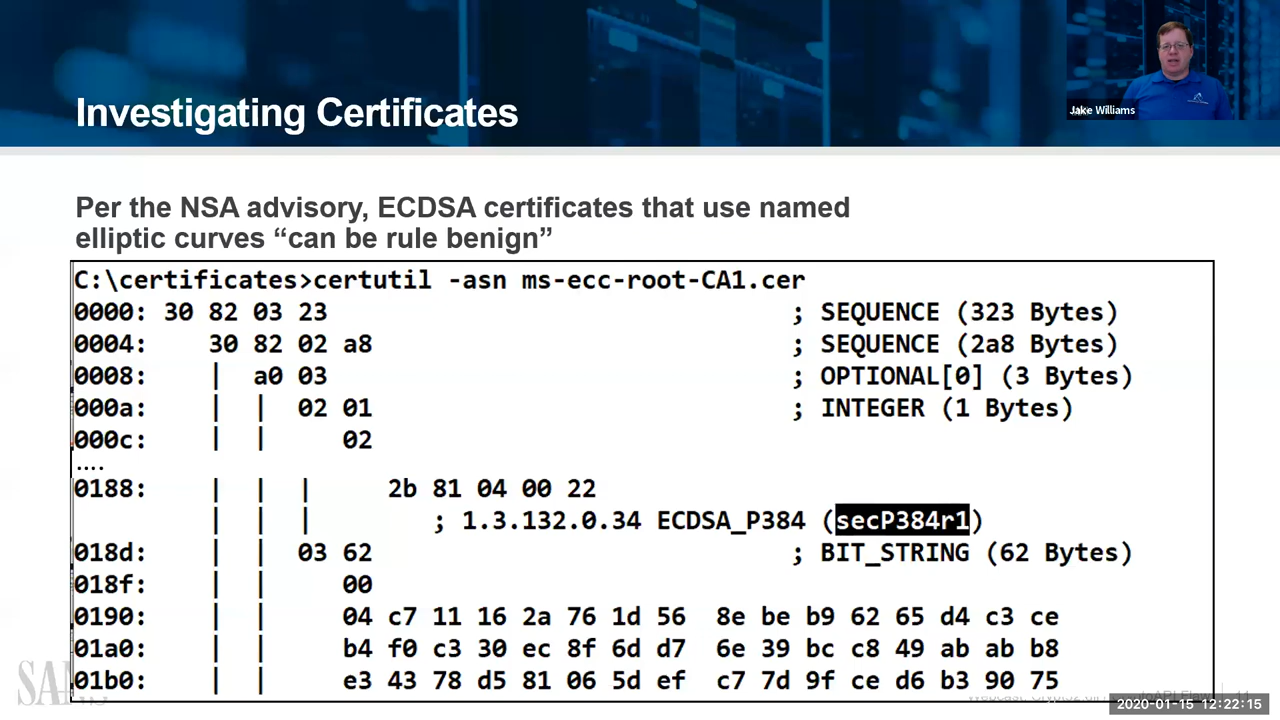 Investigating Certificates
Jake Williams
Per the NSA advisory, ECDSA certificates that use named
elliptic curves “can be rule benign”
C:\certificates>certutil -asn ms-ecc-root-CA1.cer
0000: 30 82 03 23 ; SEQUENCE (323 Bytes)
0004: 30 82 02 a8 ; SEQUENCE (2a8 Bytes)
0008: | a0 03 ; OPTIONAL[0] (3 Bytes)
000a: | | 02 01 ; INTEGER (1 Bytes)
000c: | | 02
....
0188: | | | 2b 81 04 00 22
| | | ; 1.3.132.0.34 ECDSA_P384 (secP384r1)
018d: | | 03 62 ; BIT_STRING (62 Bytes)
018f: | | 00
0190: | | 04 c7 11 16 2a 76 1d 56 8e be b9 62 65 d4 c3 ce
01a0: | | b4 f0 c3 30 ec 8f 6d d7 6e 39 bc c8 49 ab ab b8
01b0: | | e3 43 78 d5 81 06 5d ef c7 7d 9f ce d6 b3 90 75
2020-01-15 12:22:15